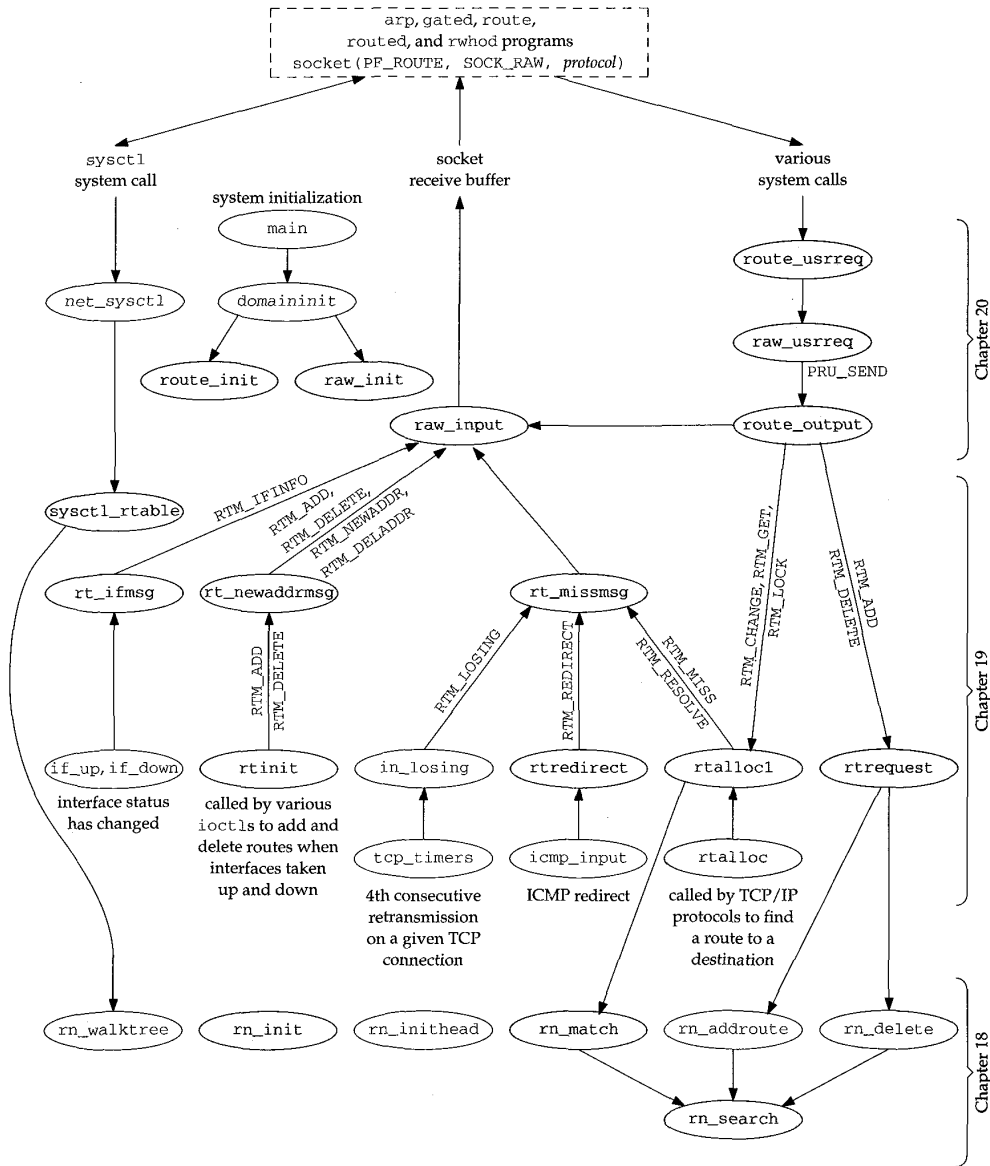 arp, gated, route,
routed, and rwhod programs
socket(PF_ROUTE, SOCK_RAW, protocol)
sysctl
system call
socket
receive buffer
various
system calls
system initialization
main
route_usrreq
net_sysctl
domaininit
raw_usrreq
PRU_SEND
route_init
raw_init
raw_input
route_output
Chapter 20
sysctl_rtable
RTM_IFINFO
RTM_ADD,
RTM_DELETE,
RTM_NEWADDR,
RTM_DELADDR
RTM_CHANGE, RTM_GET,
RTM_LOCK
RTM_ADD
RTM_DELETE
rt_ifmsg
rt_newaddrmsg
rt_missmsg
RTM_ADD
RTM_DELETE
RTM_LOSING
RTM_REDIRECT
RTM_MISS
RTM_RESOLVE
Chapter 19
if_up, if_down
rtinit
in_losing
rtredirect
rtalloc1
rtrequest
interface status
has changed
called by various
ioctls to add and
delete routes when
interfaces taken
up and down
tcp_timers
icmp_input
rtalloc
4th consecutive
retransmission
on a given TCP
connection
ICMP redirect
called by TCP/IP
protocols to find
a route to a
destination
rn_walktree
rn_init
rn_inithead
rn_match
rn_addroute
rn_delete
rn_search
Chapter 18